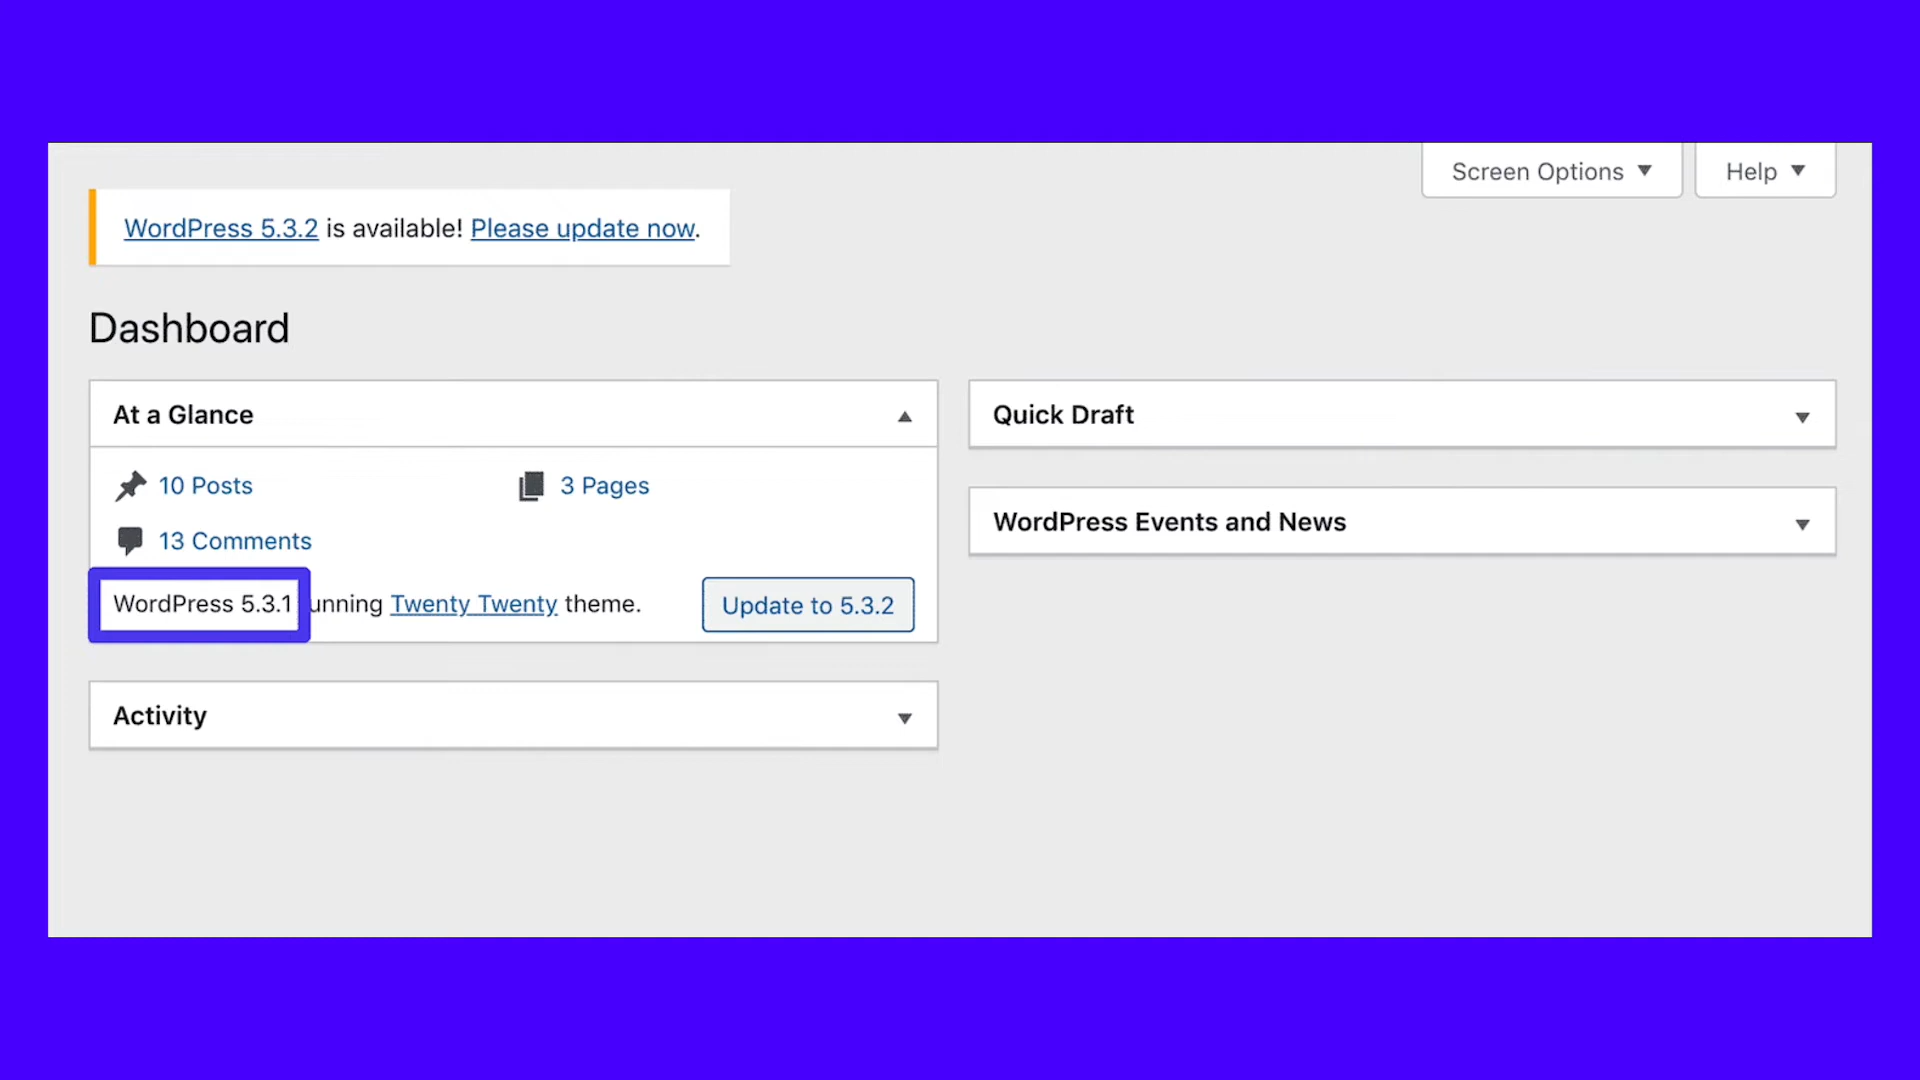 Screen Options
Help
WordPress 5.3.2 is available! Please update now.
Dashboard
At a Glance
10 Posts
3 Pages
13 Comments
WordPress 5.3.1 unning Twenty Twenty theme.
Update to 5.3.2
Activity
Quick Draft
WordPress Events and News